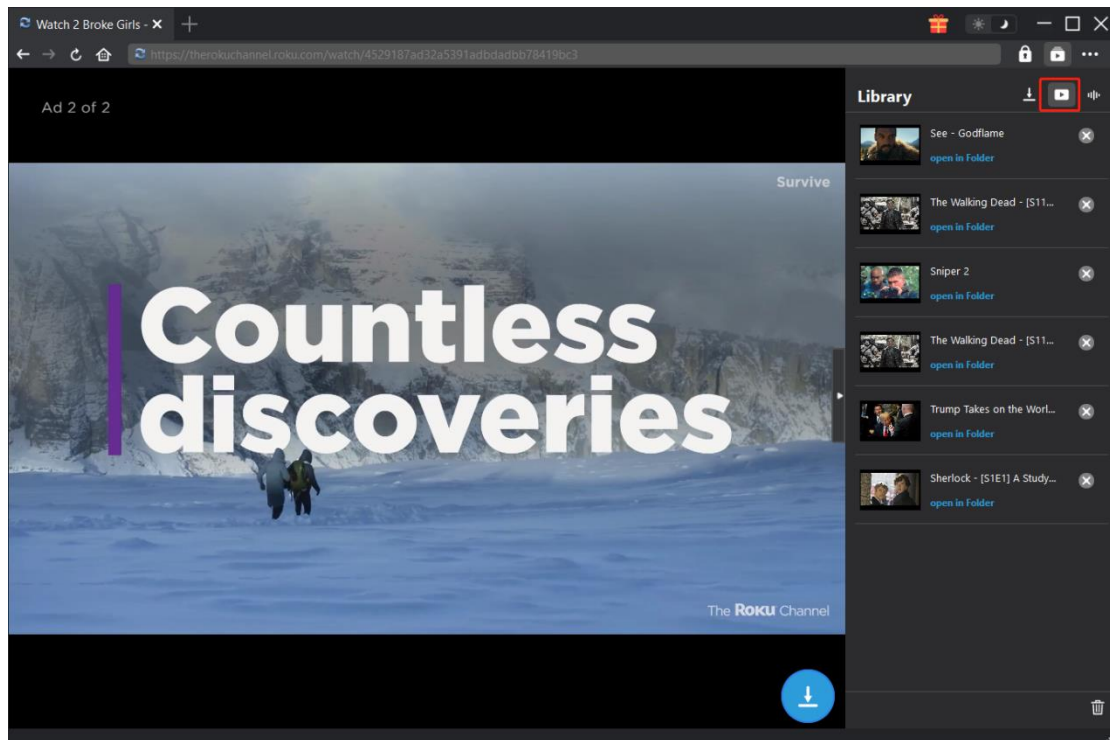 Watch 2 Broke Girls -
https://therokuchannel.roku.com/watch/4529187ad32a5391adbdadbb78419bc3
Ad 2 of 2
Survive
Countless
discoveries
The ROKU Channel
Library
See - Godflame
open in Folder
The Walking Dead - [S11...
open in Folder
Sniper 2
open in Folder
The Walking Dead - [S11...
open in Folder
Trump Takes on the Worl...
open in Folder
Sherlock - [S1E1] A Study...
open in Folder